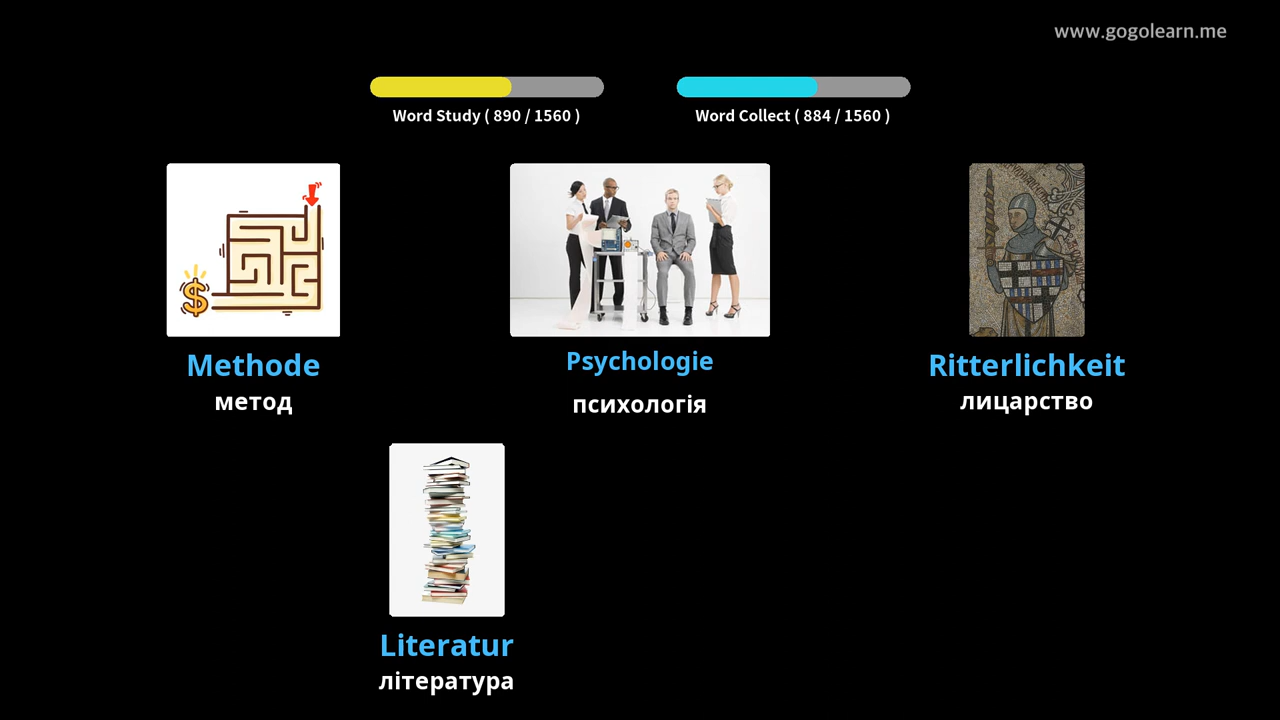 www.gogolearn.me
Word Study ( 890 / 1560 )
Word Collect ( 884 / 1560 )
Methode
метод
Psychologie
психологія
Ritterlichkeit
лицарство
Literatur
література